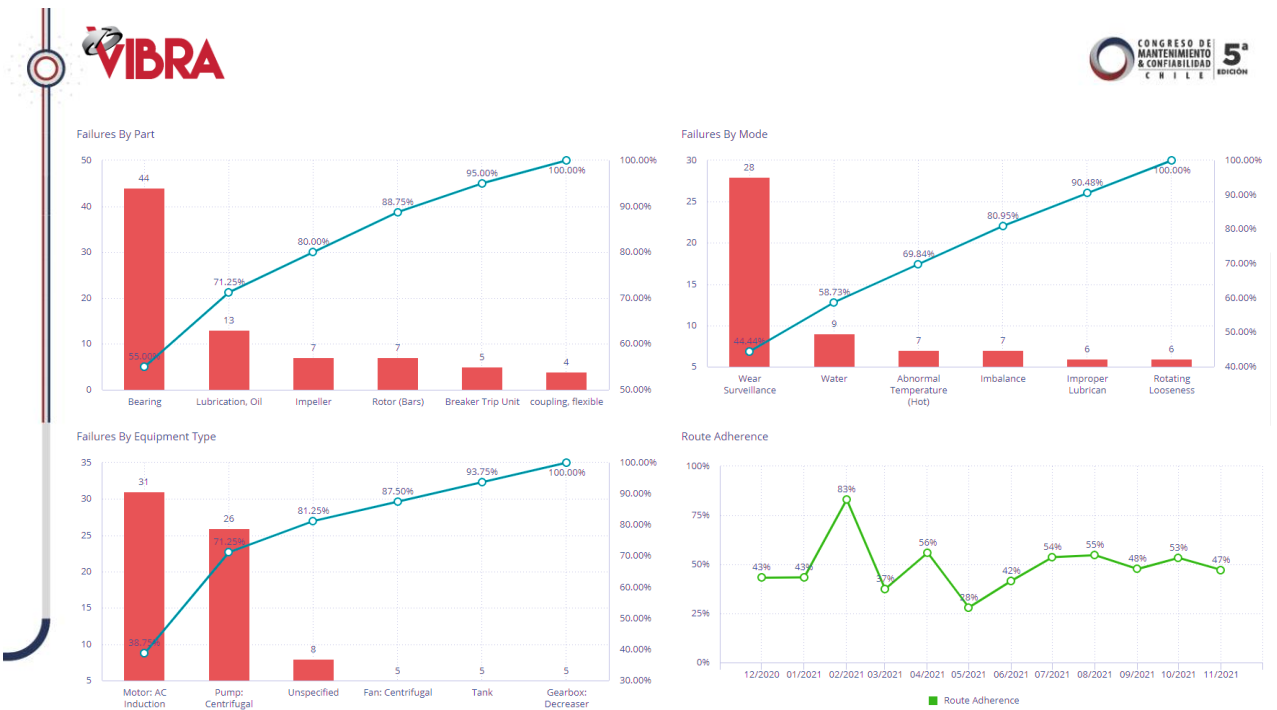 VIBRA
CONGRESO DE
MANTENIMIENTO
& CONFIABILIDAD
CHILE
5ª
EDICIÓN
Failures By Part
50
40
30
20
10
0
44
13
7
7
5
4
55.00%
71.25%
80.00%
88.75%
95.00%
100.00%
100.00%
90.00%
80.00%
70.00%
60.00%
50.00%
Bearing
Lubrication, Oil
Impeller
Rotor (Bars)
Breaker Trip Unit
coupling, flexible
Failures By Mode
30
25
20
15
10
5
28
9
7
7
6
6
44.44%
58.73%
69.84%
80.95%
90.48%
100.00%
100.00%
90.00%
80.00%
70.00%
60.00%
50.00%
40.00%
Wear
Surveillance
Water
Abnormal
Temperature
(Hot)
Imbalance
Improper
Lubrican
Rotating
Looseness
Failures By Equipment Type
35
30
25
20
15
10
5
31
26
8
5
5
5
38.75%
71.25%
81.25%
87.50%
93.75%
100.00%
100.00%
90.00%
80.00%
70.00%
60.00%
50.00%
40.00%
30.00%
Motor: AC
Induction
Pump:
Centrifugal
Unspecified
Fan: Centrifugal
Tank
Gearbox:
Decreaser
Route Adherence
100%
75%
50%
25%
0%
43%
43%
83%
37%
56%
28%
42%
54%
55%
48%
53%
47%
12/2020 01/2021 02/2021 03/2021 04/2021 05/2021 06/2021 07/2021 08/2021 09/2021 10/2021 11/2021
Route Adherence